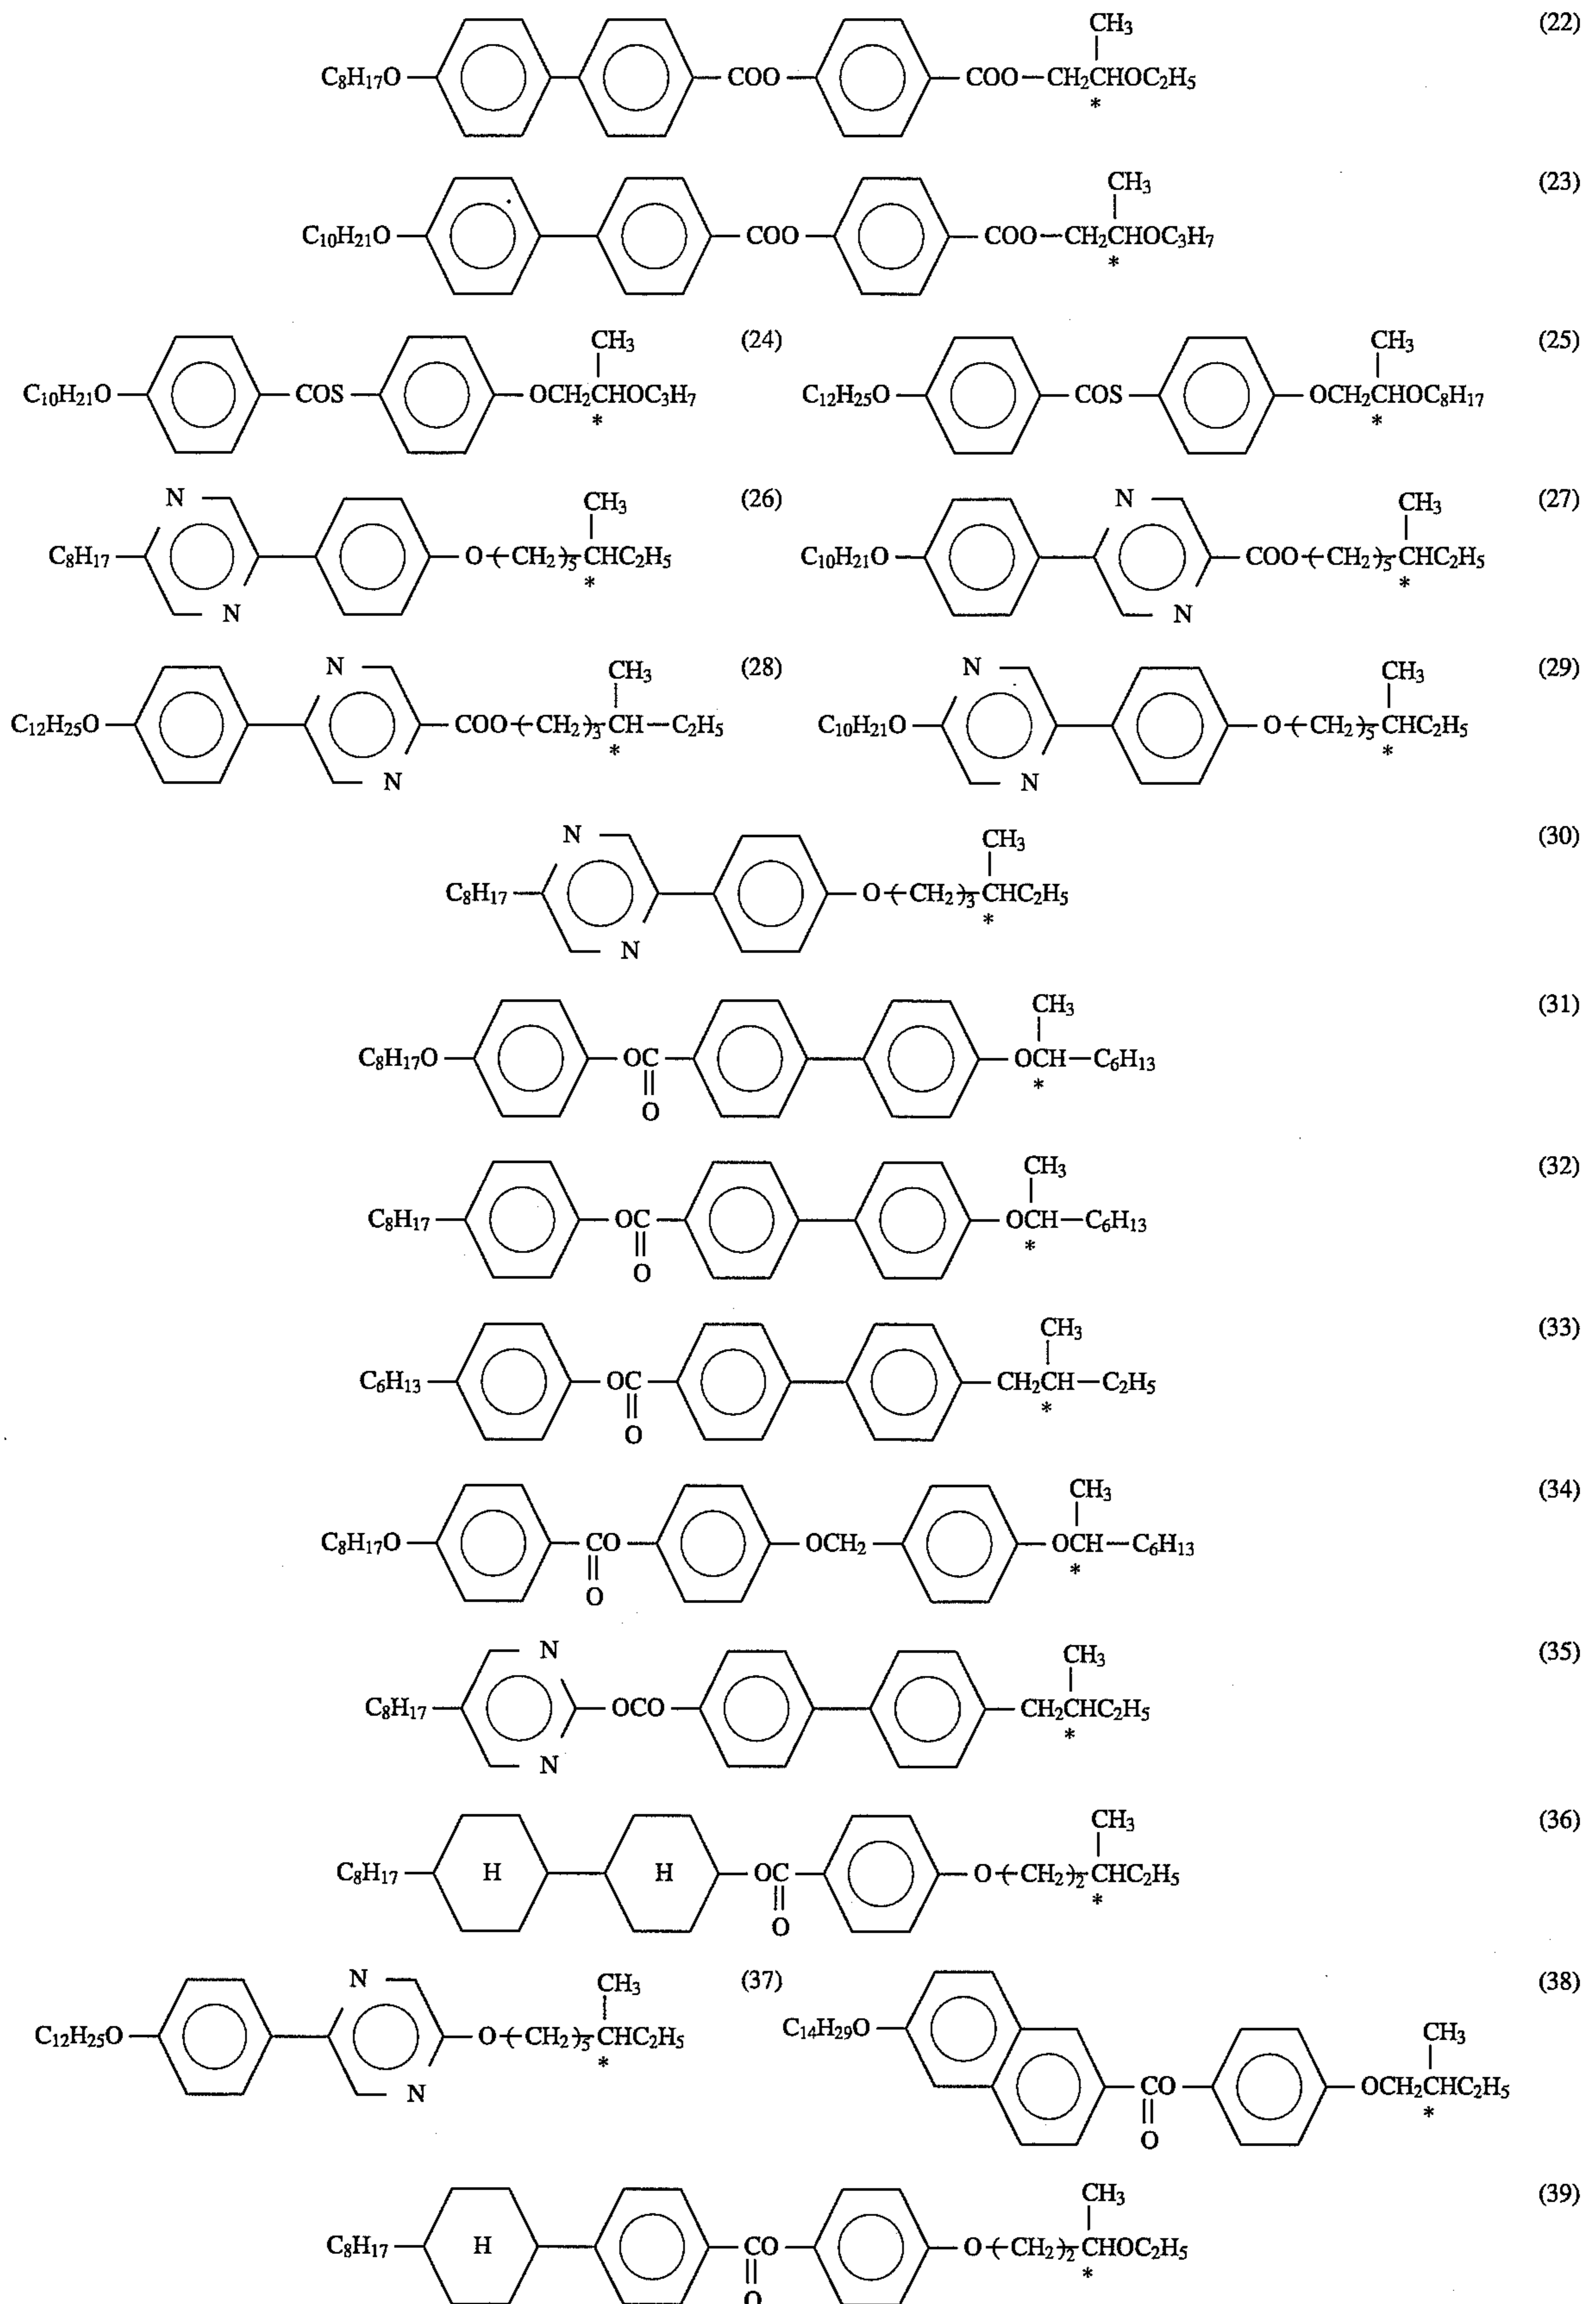 CH₃ (22)
C₈H₁₇O COO COO CH₂CHOC₂H₅
*
CH₃ (23)
C₁₀H₂₁O COO COO CH₂CHOC₃H₇
*
CH₃ (24) CH₃ (25)
C₁₀H₂₁O COS OCH₂CHOC₃H₇ C₁₂H₂₅O COS OCH₂CHOC₈H₁₇
* *
N CH₃ (26) N CH₃ (27)
C₈H₁₇ O(CH₂)₅CHC₂H₅ C₁₀H₂₁O COO(CH₂)₅CHC₂H₅
N * N *
N CH₃ (28) N CH₃ (29)
C₁₂H₂₅O COO(CH₂)₃CH C₂H₅ C₁₀H₂₁O O(CH₂)₅CHC₂H₅
N * N *
N CH₃ (30)
C₈H₁₇ O(CH₂)₃CHC₂H₅
N *
CH₃ (31)
C₈H₁₇O OC OCH C₆H₁₃
O *
CH₃ (32)
C₈H₁₇ OC OCH C₆H₁₃
O *
CH₃ (33)
C₆H₁₃ OC CH₂CH C₂H₅
O *
CH₃ (34)
C₈H₁₇O CO OCH₂ OCH C₆H₁₃
O *
N CH₃ (35)
C₈H₁₇ OCO CH₂CHC₂H₅
N *
CH₃ (36)
C₈H₁₇ H H OC O(CH₂)₂CHC₂H₅
O *
N CH₃ (37) (38)
C₁₂H₂₅O O(CH₂)₅CHC₂H₅ C₁₄H₂₉O CH₃
N * CO OCH₂CHC₂H₅
O *
CH₃ (39)
C₈H₁₇ H CO O(CH₂)₂CHOC₂H₅
O *